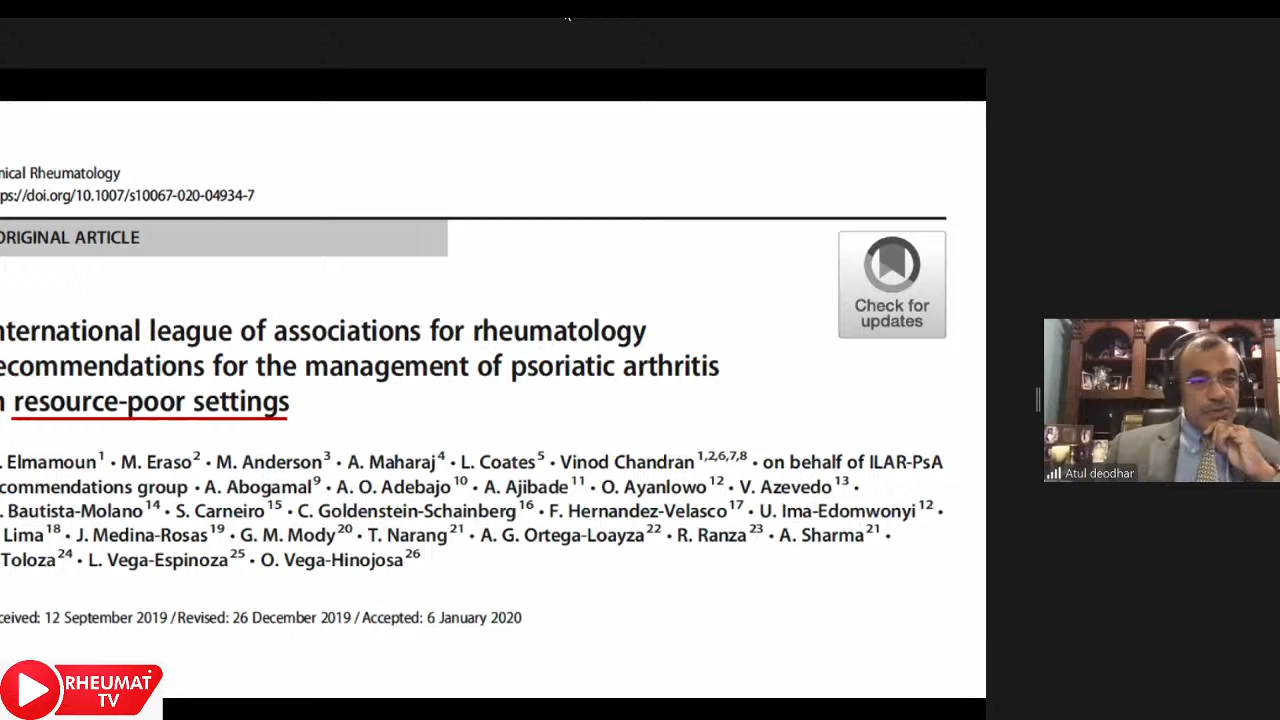 nical Rheumatology
ps://doi.org/10.1007/s10067-020-04934-7
ORIGINAL ARTICLE
Check for
updates
nternational league of associations for rheumatology
ecommendations for the management of psoriatic arthritis
n resource-poor settings
. Elmamoun1 · M. Eraso2 · M. Anderson3 · A. Maharaj4 · L. Coates5 · Vinod Chandran1,2,6,7,8 · on behalf of ILAR-PsA
commendations group · A. Abogamal9 · A. O. Adebajo10 · A. Ajibade11 · O. Ayanlowo12 · V. Azevedo13 ·
. Bautista-Molano14 · S. Carneiro15 · C. Goldenstein-Schainberg16 · F. Hernandez-Velasco17 · U. Ima-Edomwonyi12 ·
Lima18 · J. Medina-Rosas19 · G. M. Mody20 · T. Narang21 · A. G. Ortega-Loayza22 · R. Ranza23 · A. Sharma21 ·
Toloza24 · L. Vega-Espinoza25 · O. Vega-Hinojosa26
ceived: 12 September 2019 / Revised: 26 December 2019 / Accepted: 6 January 2020
Atul deodhar
RHEUMAT
TV